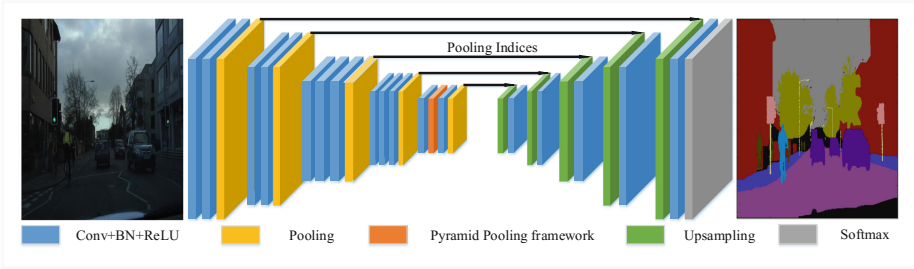 Pooling Indices
Conv+BN+ReLU
Pooling
Pyramid Pooling framework
Upsampling
Softmax